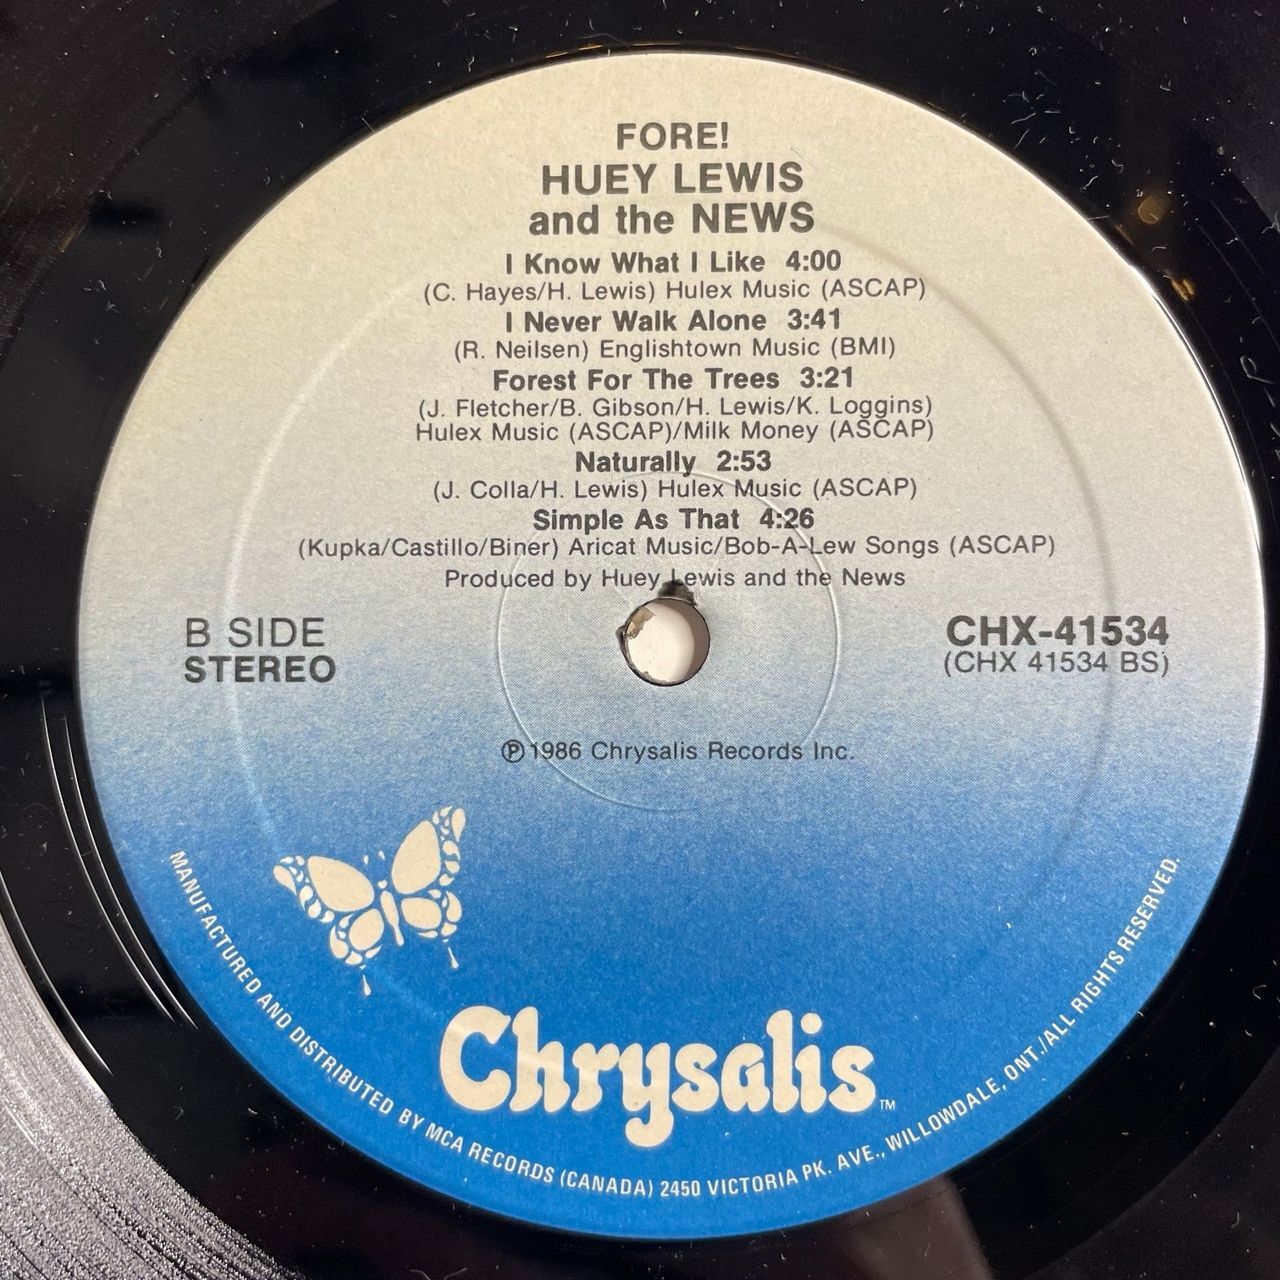 FORE!
HUEY LEWIS
and the NEWS
I Know What I Like 4:00
(C. Hayes/H. Lewis) Hulex Music (ASCAP)
I Never Walk Alone 3:41
(R. Neilsen) Englishtown Music (BMI)
Forest For The Trees 3:21
(J. Fletcher/B. Gibson/H. Lewis/K. Loggins)
Hulex Music (ASCAP)/Milk Money (ASCAP)
Naturally 2:53
(J. Colla/H. Lewis) Hulex Music (ASCAP)
Simple As That 4:26
(Kupka/Castillo/Biner) Aricat Music/Bob-A-Lew Songs (ASCAP)
Produced by Huey Lewis and the News
B SIDE
STEREO
CHX-41534
(CHX 41534 BS)
℗ 1986 Chrysalis Records Inc.
Chrysalis™
MANUFACTURED AND DISTRIBUTED BY MCA RECORDS (CANADA) 2450 VICTORIA PK. AVE., WILLOWDALE, ONT./ALL RIGHTS RESERVED.